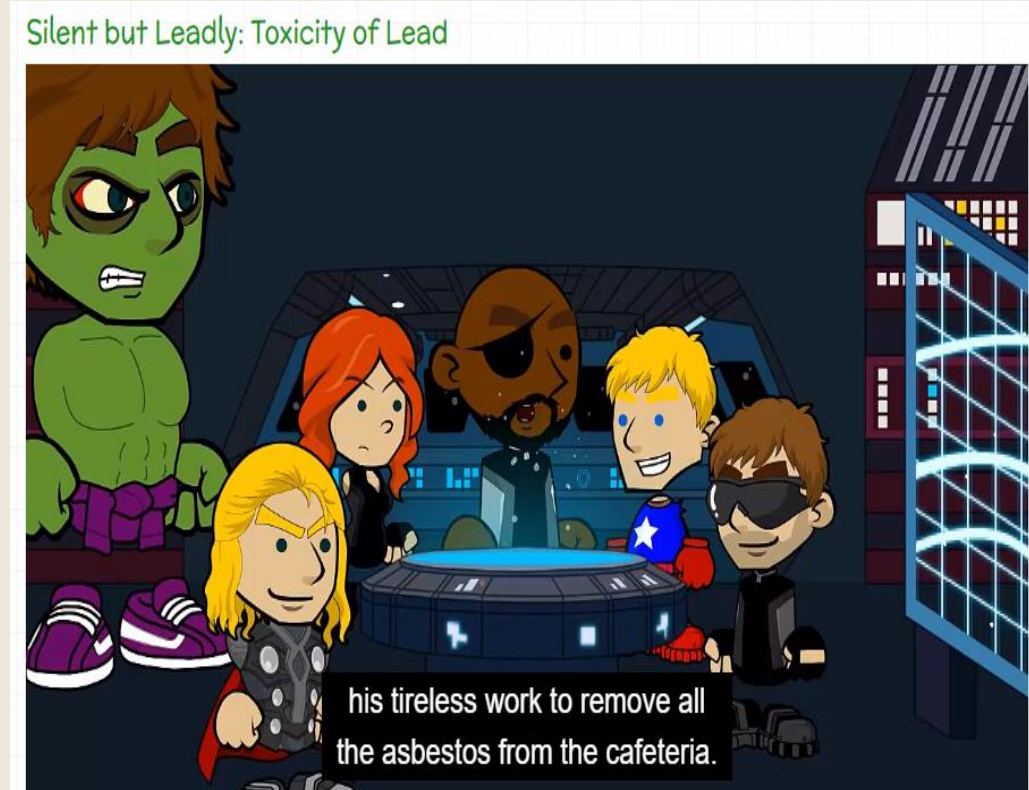 Silent but Leadly: Toxicity of Lead
his tireless work to remove all
the asbestos from the cafeteria.